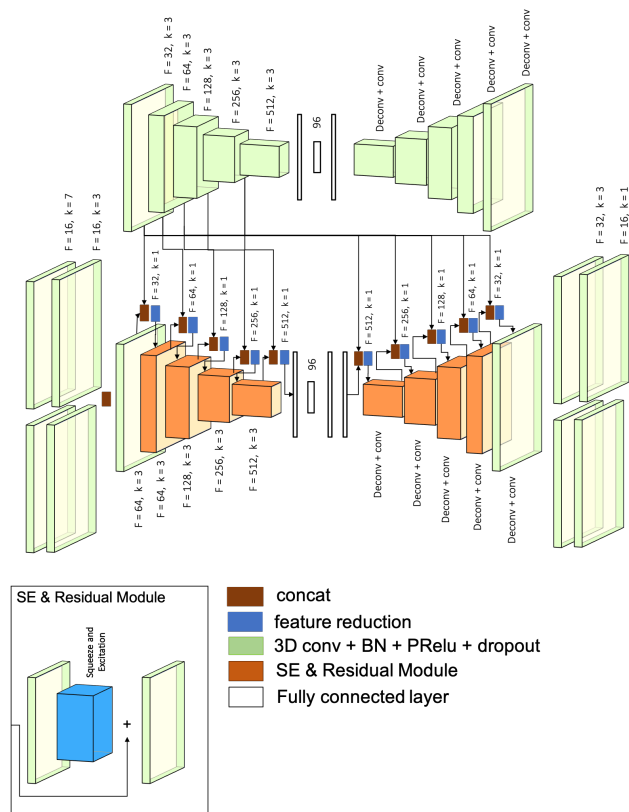 F = 32, k = 3
F = 64, k = 3
F = 128, k = 3
F = 256, k = 3
F = 512, k = 3
96
Deconv + conv
Deconv + conv
Deconv + conv
Deconv + conv
Deconv + conv
F = 16, k = 7
F = 16, k = 3
F = 32, k = 1
F = 64, k = 1
F = 128, k = 1
F = 256, k = 1
F = 512, k = 1
F = 512, k = 1
F = 256, k = 1
F = 128, k = 1
F = 64, k = 1
F = 32, k = 1
F = 32, k = 3
F = 16, k = 1
96
F = 64, k = 3
F = 64, k = 3
F = 128, k = 3
F = 256, k = 3
F = 512, k = 3
Deconv + conv
Deconv + conv
Deconv + conv
Deconv + conv
Deconv + conv
SE & Residual Module
Squeeze and
Excitation
+
concat
feature reduction
3D conv + BN + PRelu + dropout
SE & Residual Module
Fully connected layer